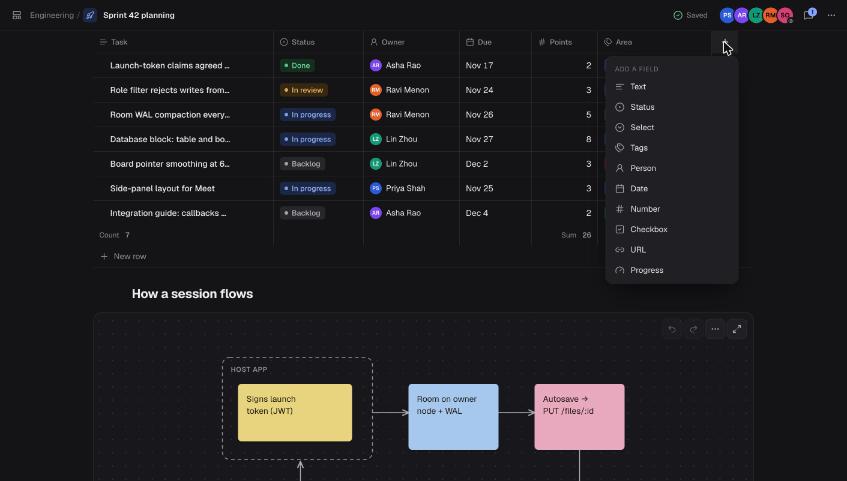 Engineering / Sprint 42 planning
Saved
PS AR LZ RM
1
Task Status Owner Due Points Area
Launch-token claims agreed ... Done AR Asha Rao Nov 17 2
Role filter rejects writes from... In review RM Ravi Menon Nov 24 3
Room WAL compaction every... In progress RM Ravi Menon Nov 26 5
Database block: table and bo... In progress LZ Lin Zhou Nov 27 8
Board pointer smoothing at 6... Backlog LZ Lin Zhou Dec 2 3
Side-panel layout for Meet In progress PS Priya Shah Nov 25 3
Integration guide: callbacks ... Backlog AR Asha Rao Dec 4 2
Count 7 Sum 26
New row
ADD A FIELD
Text
Status
Select
Tags
Person
Date
Number
Checkbox
URL
Progress
How a session flows
HOST APP
Signs launch
token (JWT)
Room on owner
node + WAL
Autosave →
PUT /files/:id